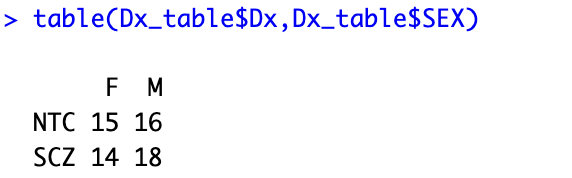 > table(Dx_table$Dx,Dx_table$SEX)
F M
NTC 15 16
SCZ 14 18